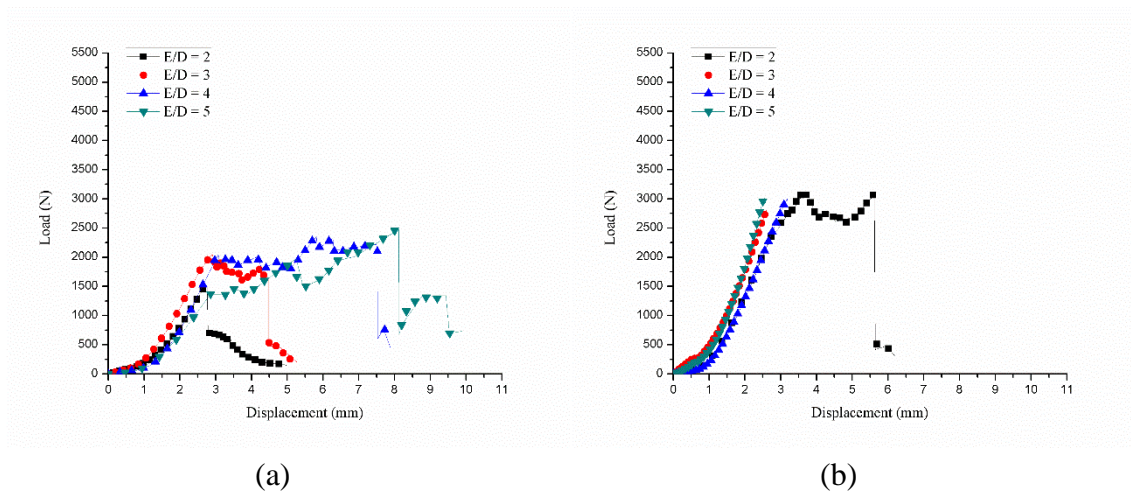 E/D = 2
E/D = 3
E/D = 4
E/D = 5
5500
5000
4500
4000
3500
3000
2500
2000
1500
1000
500
0
Load (N)
0 1 2 3 4 5 6 7 8 9 10 11
Displacement (mm)
(a)
E/D = 2
E/D = 3
E/D = 4
E/D = 5
5500
5000
4500
4000
3500
3000
2500
2000
1500
1000
500
0
Load (N)
0 1 2 3 4 5 6 7 8 9 10 11
Displacement (mm)
(b)